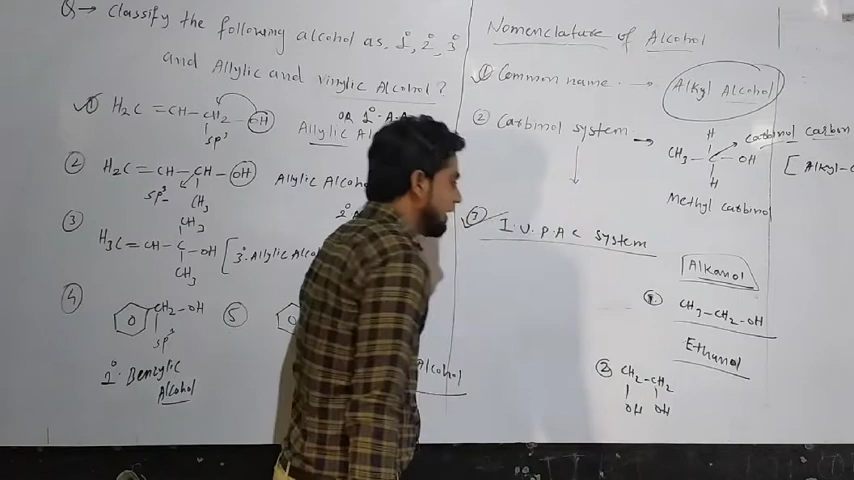 Q→ Classify the following alcohol as. 1°, 2°, 3°
and Allylic and vinylic Alcohol?
① H₂C =CH-CH₂-OH
sp³
OR 1°. A.A
Allylic
② H₂C=CH-CH-OH
sp³
CH₃
Allylic Alcoho
2°
③ CH₃
H₃C=CH-C-OH
CH₃
3° Allylic Alco
④ CH₂-OH
sp³
1° Benzylic
Alcohol
⑤
Alcohol
Nomenclature of Alcohol
① Common name. → Alkyl Alcohol
② Carbinol system →
H
CH₃-C-OH
H
carbinol carbon
[Alkyl-
Methyl carbinol
③ I.U.P.A.C system
Alkanol
① CH₃-CH₂-OH
Ethanol
② CH₂-CH₂
OH OH